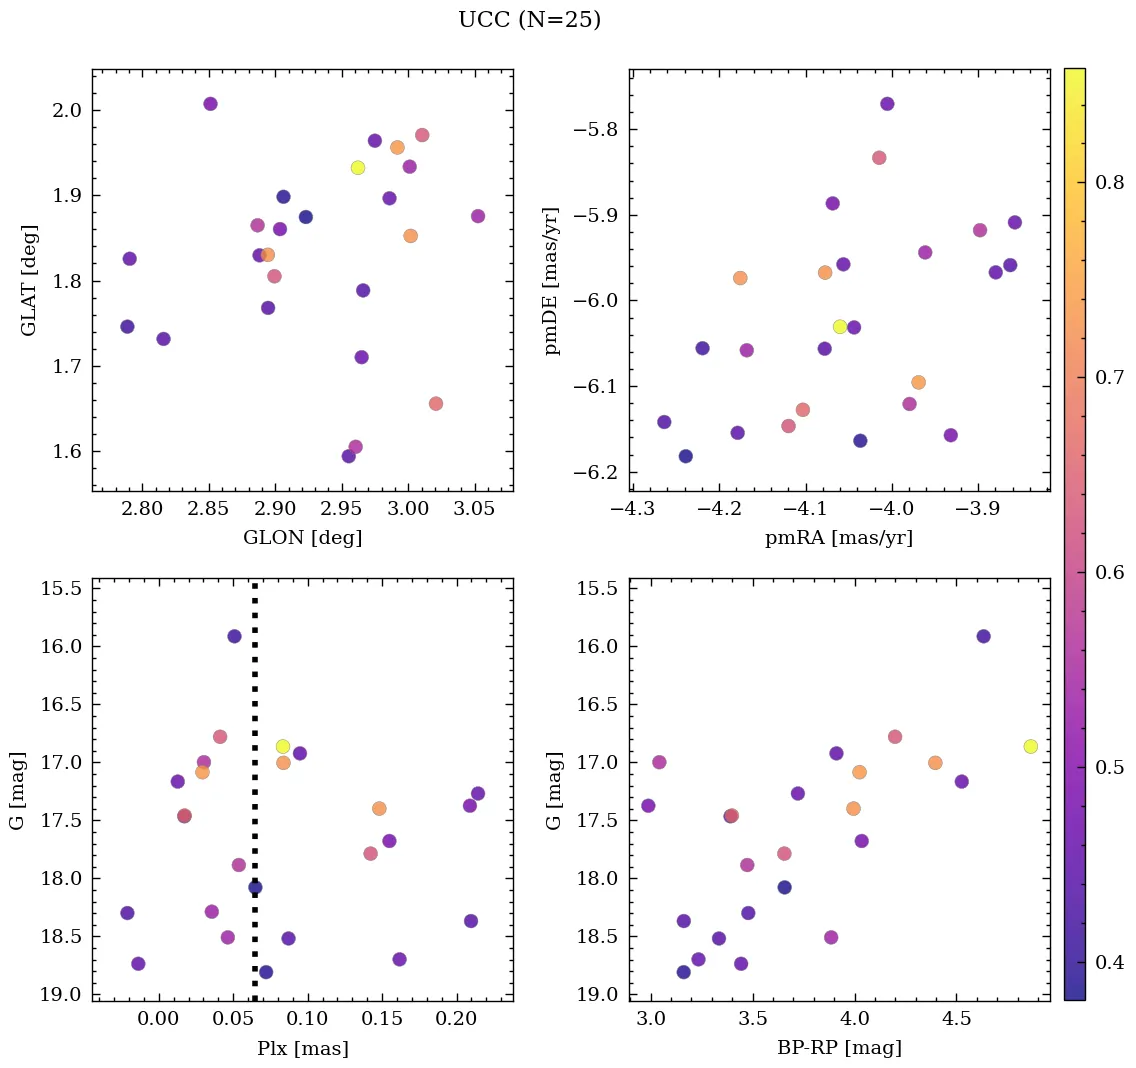 UCC (N=25)
2.0
1.9
1.8
1.7
1.6
GLAT [deg]
2.80 2.85 2.90 2.95 3.00 3.05
GLON [deg]
−5.8
−5.9
−6.0
−6.1
−6.2
pmDE [mas/yr]
−4.3 −4.2 −4.1 −4.0 −3.9
pmRA [mas/yr]
15.5
16.0
16.5
17.0
17.5
18.0
18.5
19.0
G [mag]
0.00 0.05 0.10 0.15 0.20
Plx [mas]
15.5
16.0
16.5
17.0
17.5
18.0
18.5
19.0
G [mag]
3.0 3.5 4.0 4.5
BP-RP [mag]
0.8
0.7
0.6
0.5
0.4